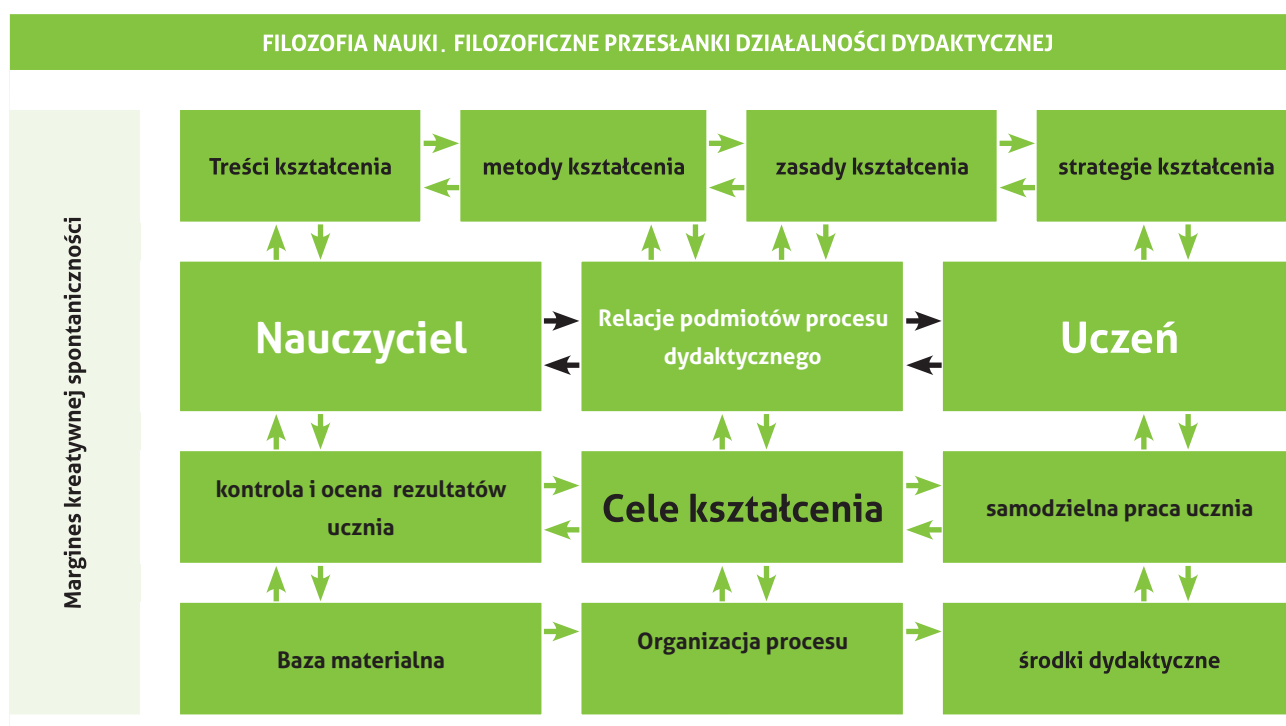 FILOZOFIA NAUKI. FILOZOFICZNE PRZESŁANKI DZIAŁALNOŚCI DYDAKTYCZNEJ
Margines kreatywnej spontaniczności
Treści kształcenia
metody kształcenia
zasady kształcenia
strategie kształcenia
Nauczyciel
Relacje podmiotów procesu
dydaktycznego
Uczeń
kontrola i ocena rezultatów
ucznia
Cele kształcenia
samodzielna praca ucznia
Baza materialna
Organizacja procesu
środki dydaktyczne